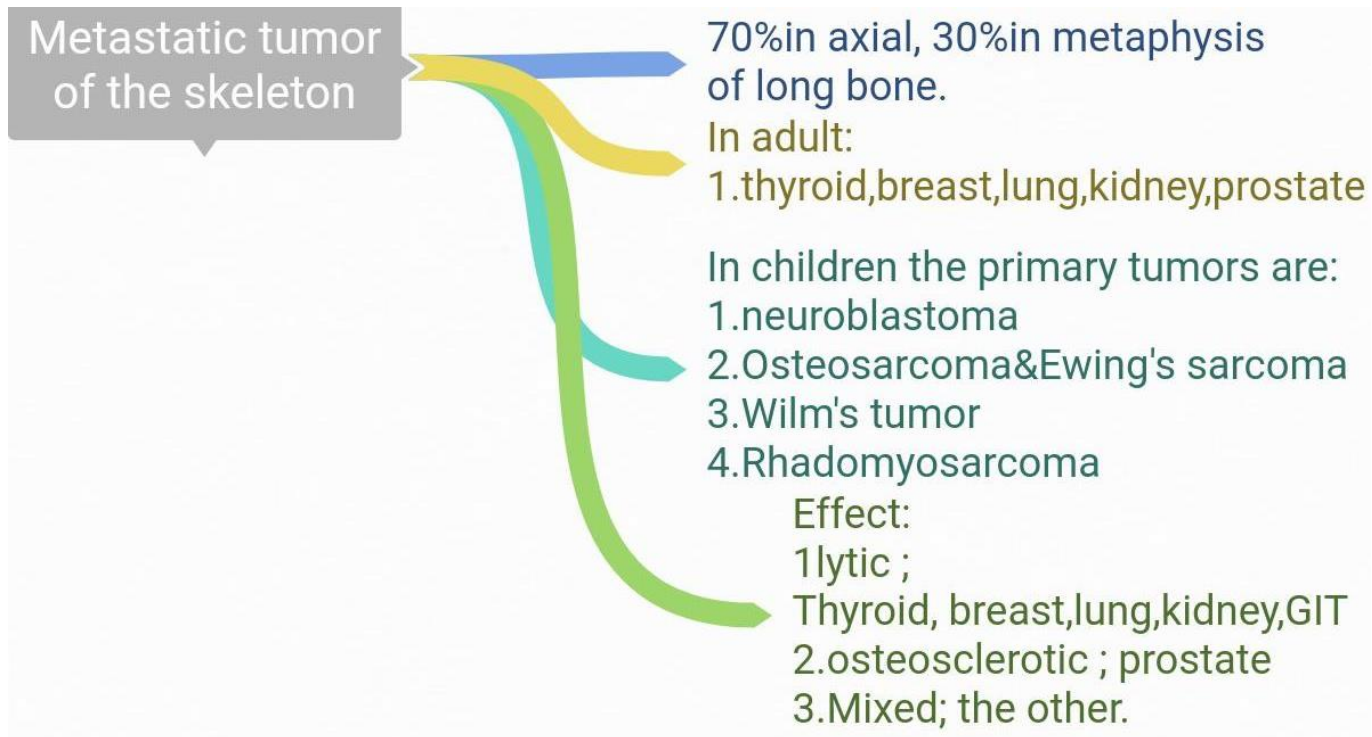 Metastatic tumor
of the skeleton
70%in axial, 30%in metaphysis
of long bone.
In adult:
1.thyroid,breast,lung,kidney,prostate
In children the primary tumors are:
1.neuroblastoma
2.Osteosarcoma&Ewing's sarcoma
3.Wilm's tumor
4.Rhadomyosarcoma
Effect:
1lytic ;
Thyroid, breast,lung,kidney,GIT
2.osteosclerotic ; prostate
3.Mixed; the other.